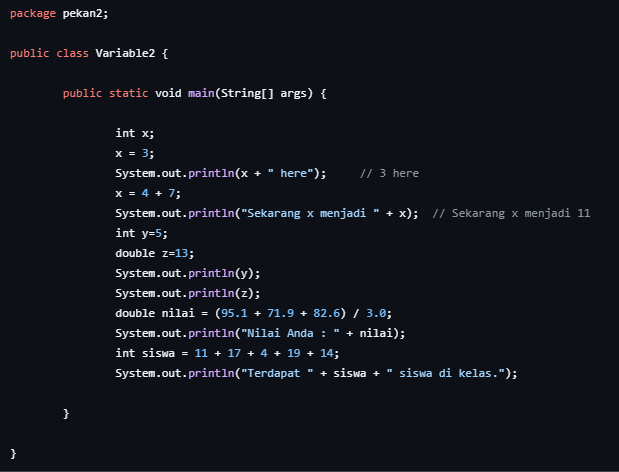 package pekan2;
public class Variable2 {
public static void main(String[] args) {
int x;
x = 3;
System.out.println(x + " here");     // 3 here
x = 4 + 7;
System.out.println("Sekarang x menjadi " + x);  // Sekarang x menjadi 11
int y=5;
double z=13;
System.out.println(y);
System.out.println(z);
double nilai = (95.1 + 71.9 + 82.6) / 3.0;
System.out.println("Nilai Anda : " + nilai);
int siswa = 11 + 17 + 4 + 19 + 14;
System.out.println("Terdapat " + siswa + " siswa di kelas.");
}
}